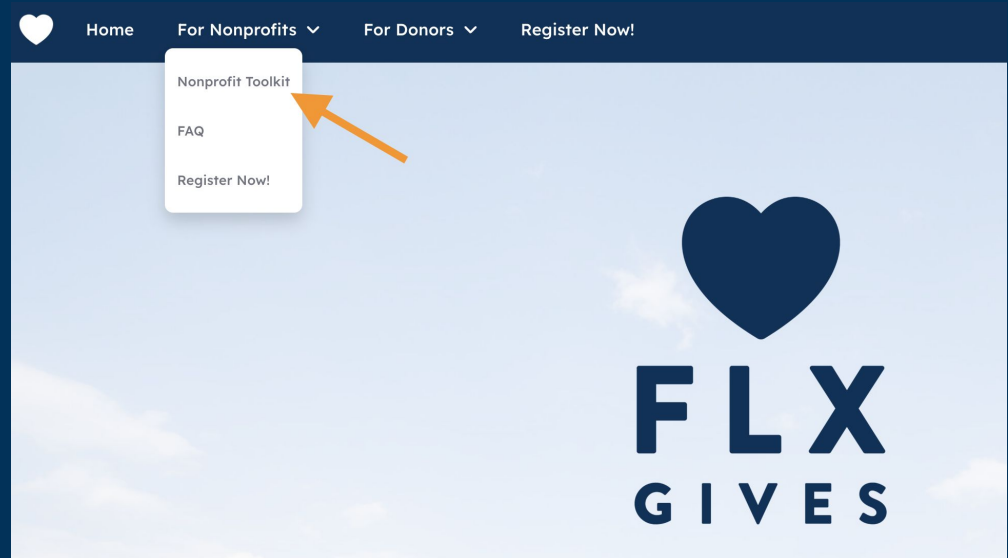 Home For Nonprofits For Donors Register Now!
Nonprofit Toolkit
FAQ
Register Now!
FLX
GIVES